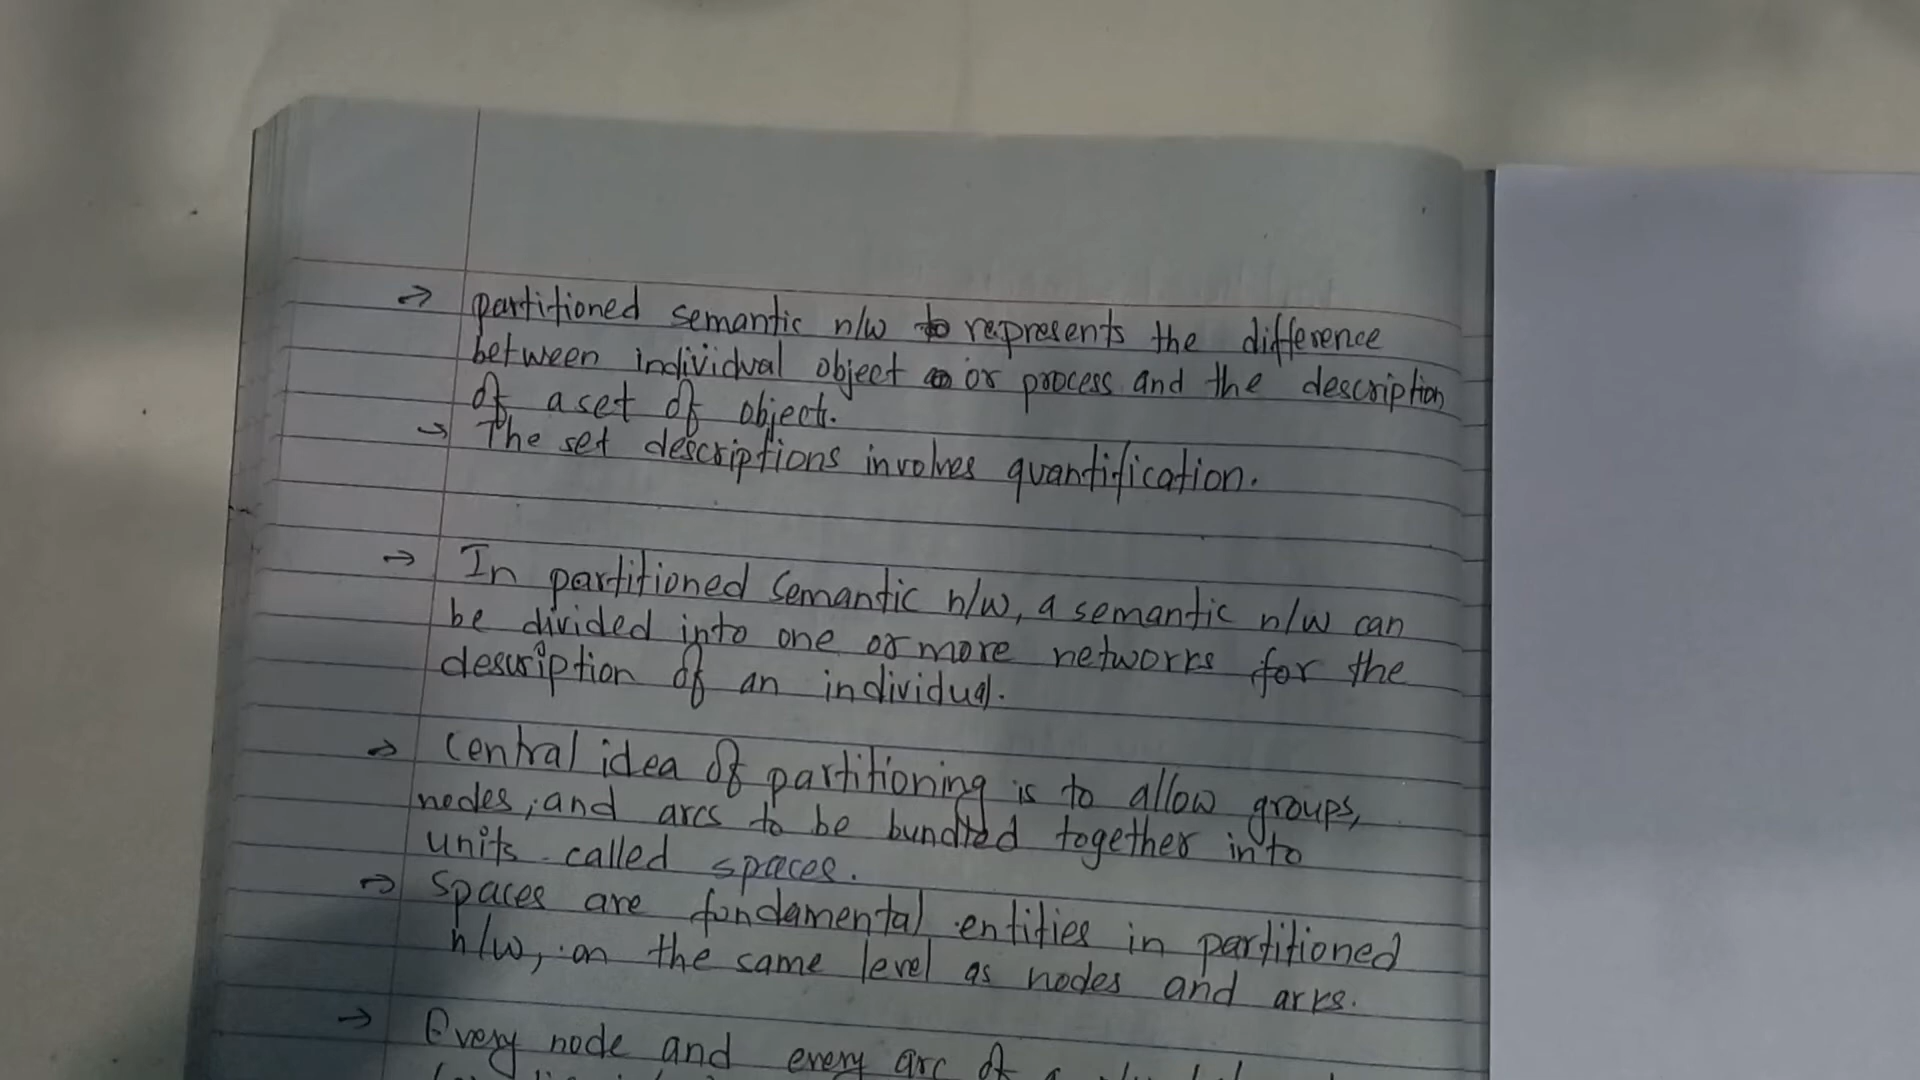 → partitioned semantic n/w to represents the difference
between individual object or process and the description
of a set of object.
→ The set descriptions involves quantification.
→ In partitioned semantic n/w, a semantic n/w can
be divided into one or more networks for the
description of an individual.
→ Central idea of partitioning is to allow groups,
nodes, and arcs to be bundled together into
units called spaces.
→ Spaces are fundamental entities in partitioned
n/w, on the same level as nodes and arks.
→ Every node and every arc of a